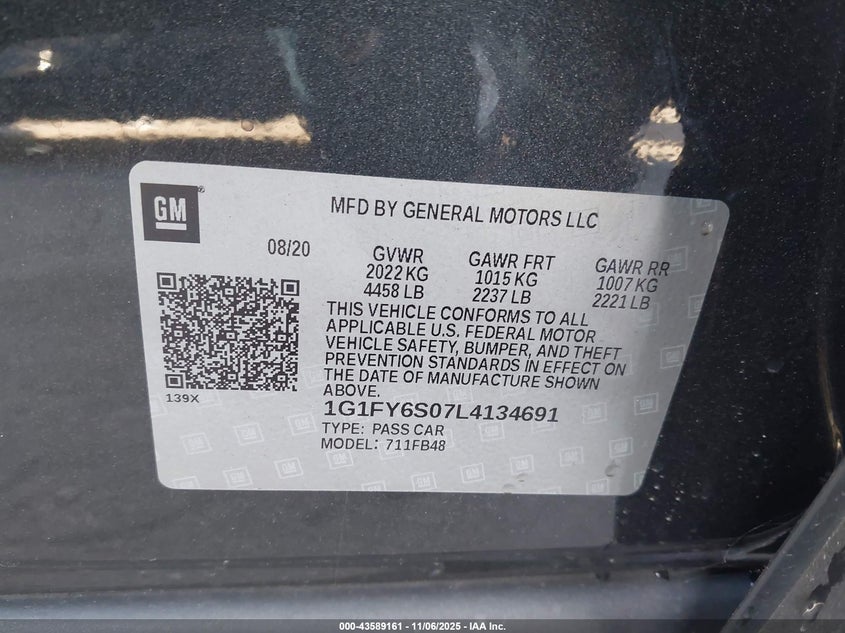 GM®
MFD BY GENERAL MOTORS LLC
08/20
GVWR
2022 KG
4458 LB
GAWR FRT
1015 KG
2237 LB
GAWR RR
1007 KG
2221 LB
THIS VEHICLE CONFORMS TO ALL
APPLICABLE U.S. FEDERAL MOTOR
VEHICLE SAFETY, BUMPER, AND THEFT
PREVENTION STANDARDS IN EFFECT ON
THE DATE OF MANUFACTURE SHOWN
ABOVE.
139X
1G1FY6S07L4134691
TYPE: PASS CAR
MODEL: 711FB48
000-43589161 - 11/06/2025 - IAA Inc.